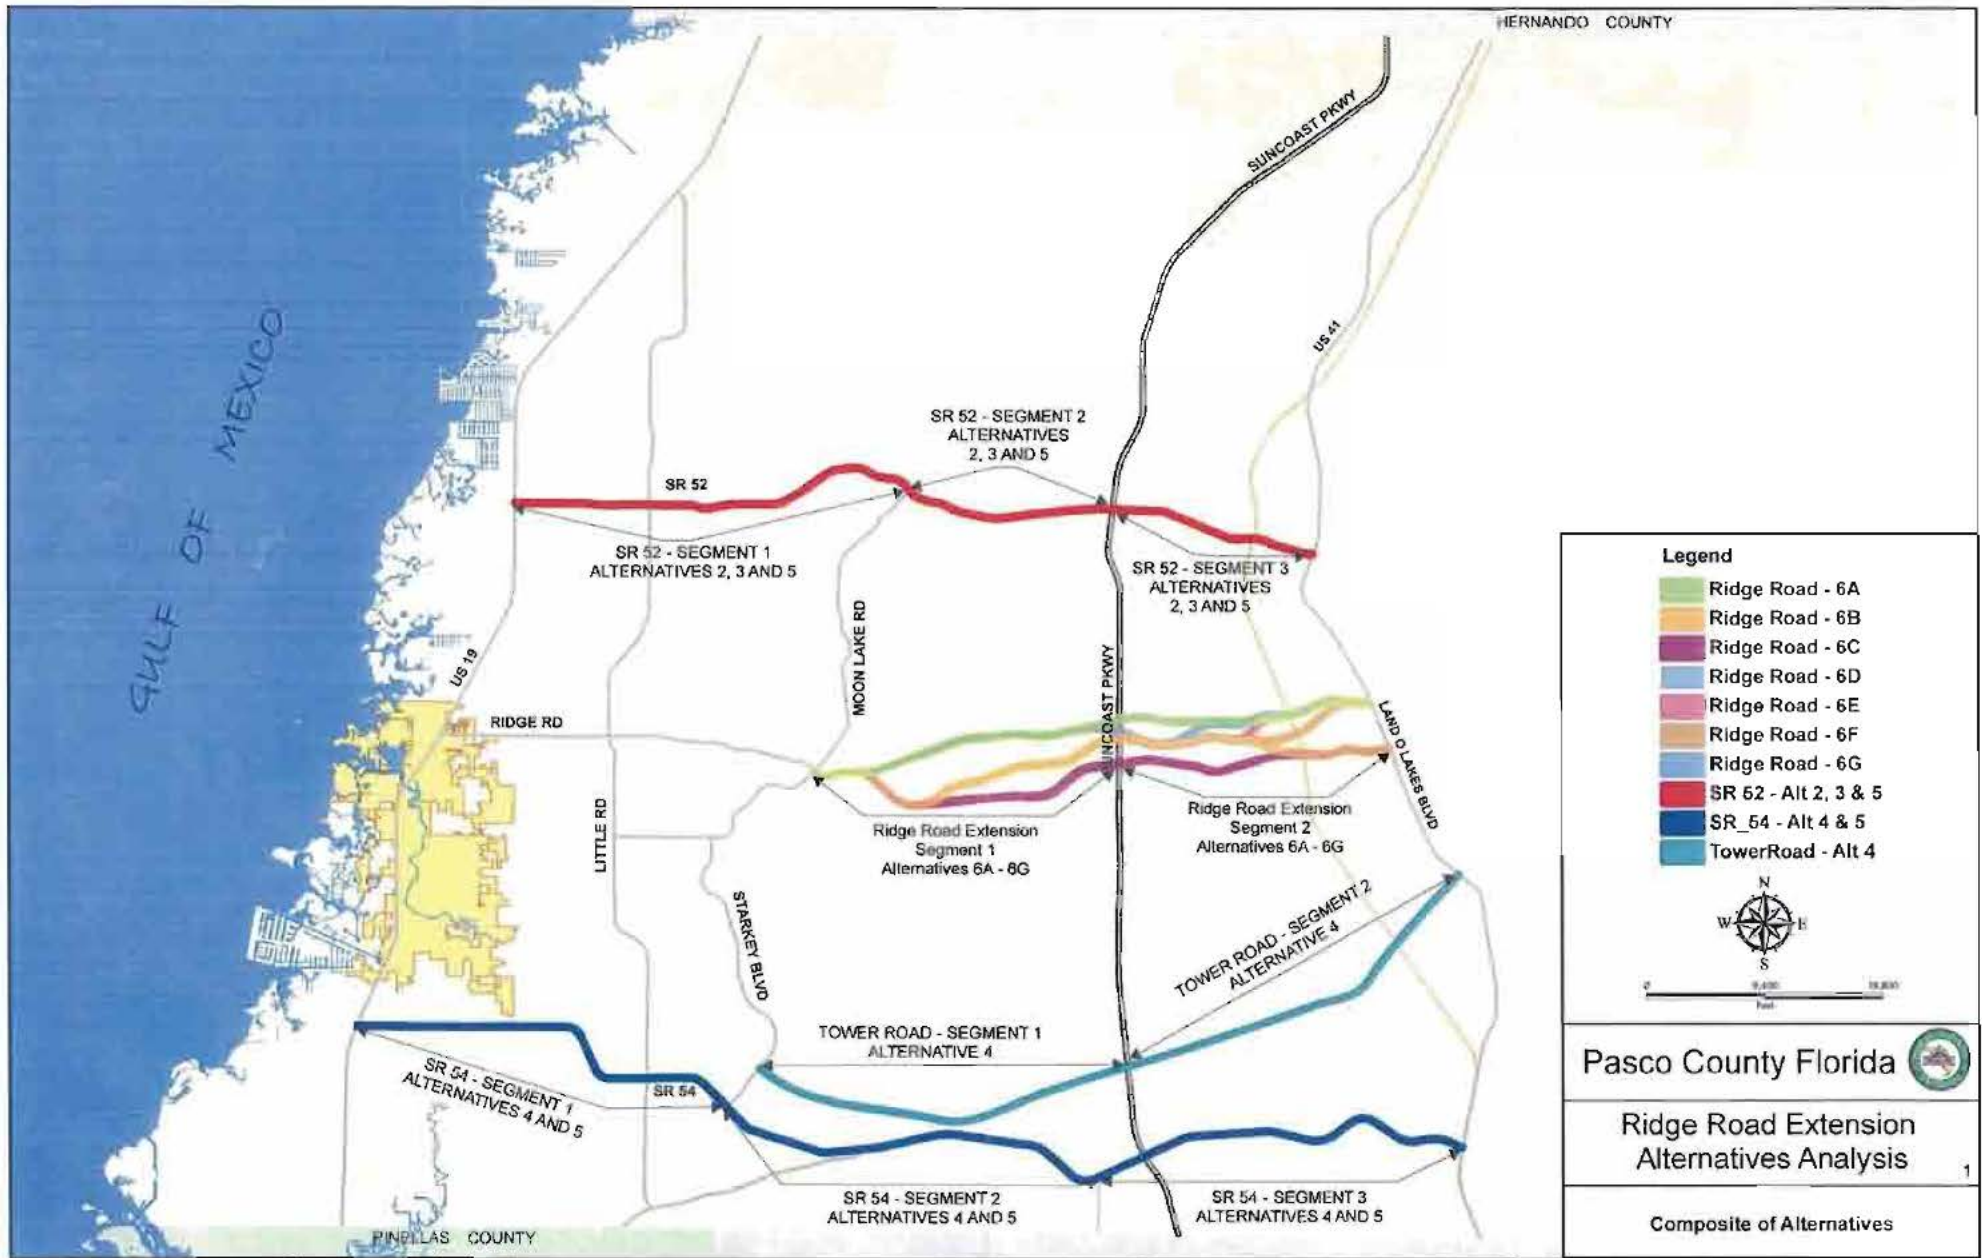 HERNANDO COUNTY
SUNCOAST PKWY
US 41
GULF OF MEXICO
SR 52 - SEGMENT 2
ALTERNATIVES
2, 3 AND 5
SR 52
SR 52 - SEGMENT 1
ALTERNATIVES 2, 3 AND 5
SR 52 - SEGMENT 3
ALTERNATIVES
2, 3 AND 5
MOON LAKE RD
US 19
SUNCOAST PKWY
RIDGE RD
LAND O LAKES BLVD
LITTLE RD
Ridge Road Extension
Segment 1
Alternatives 6A - 6G
Ridge Road Extension
Segment 2
Alternatives 6A - 6G
STARKEY BLVD
TOWER ROAD - SEGMENT 2
ALTERNATIVE 4
TOWER ROAD - SEGMENT 1
ALTERNATIVE 4
SR 54
SR 54 - SEGMENT 1
ALTERNATIVES 4 AND 5
SR 54 - SEGMENT 2
ALTERNATIVES 4 AND 5
SR 54 - SEGMENT 3
ALTERNATIVES 4 AND 5
PINELLAS COUNTY
Legend
Ridge Road - 6A
Ridge Road - 6B
Ridge Road - 6C
Ridge Road - 6D
Ridge Road - 6E
Ridge Road - 6F
Ridge Road - 6G
SR 52 - Alt 2, 3 & 5
SR_54 - Alt 4 & 5
TowerRoad - Alt 4
N
W E
S
0
Feet
Pasco County Florida
Ridge Road Extension
Alternatives Analysis
1
Composite of Alternatives